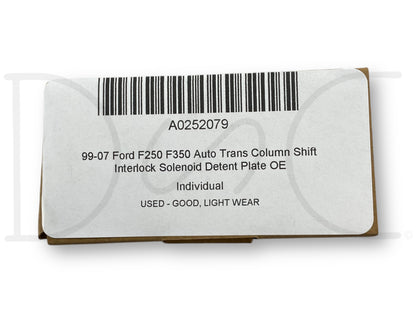 A0252079
99-07 Ford F250 F350 Auto Trans Column Shift
Interlock Solenoid Detent Plate OE
Individual
USED - GOOD, LIGHT WEAR